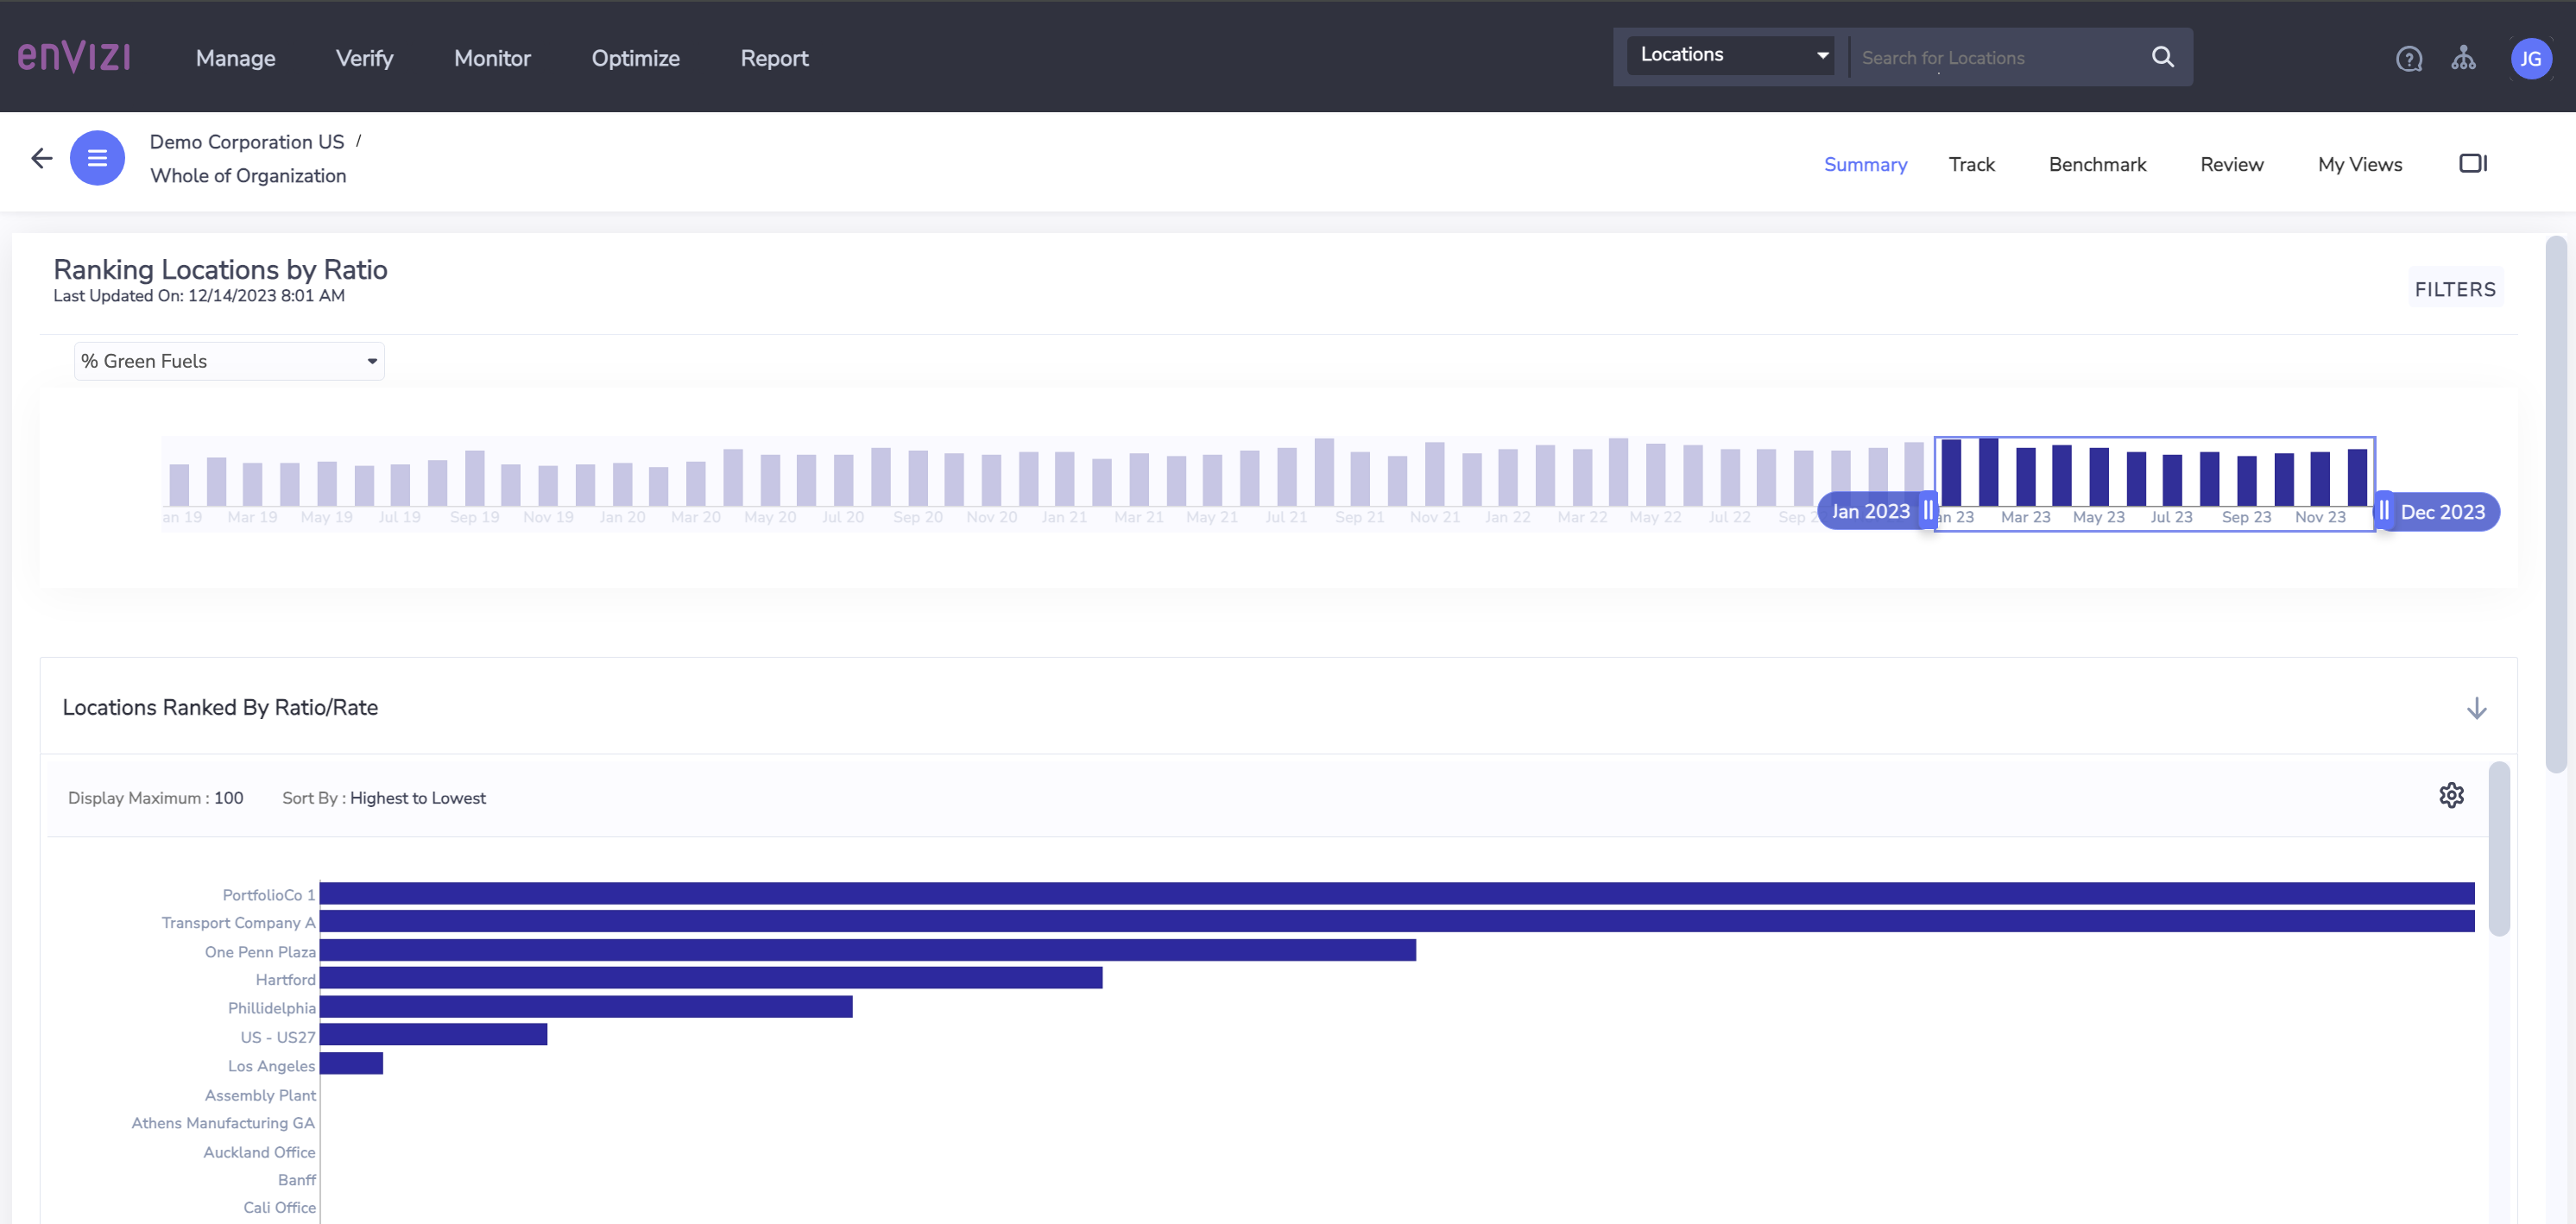 enVizi
Manage Verify Monitor Optimize Report
Locations Search for Locations
JG
Demo Corporation US /
Whole of Organization
Summary Track Benchmark Review My Views
Ranking Locations by Ratio
Last Updated On: 12/14/2023 8:01 AM
FILTERS
% Green Fuels
an 19 Mar 19 May 19 Jul 19 Sep 19 Nov 19 Jan 20 Mar 20 May 20 Jul 20 Sep 20 Nov 20 Jan 21 Mar 21 May 21 Jul 21 Sep 21 Nov 21 Jan 22 Mar 22 May 22 Jul 22 Sep 2 Jan 2023 an 23 Mar 23 May 23 Jul 23 Sep 23 Nov 23 Dec 2023
Locations Ranked By Ratio/Rate
Display Maximum : 100 Sort By : Highest to Lowest
PortfolioCo 1
Transport Company A
One Penn Plaza
Hartford
Phillidelphia
US - US27
Los Angeles
Assembly Plant
Athens Manufacturing GA
Auckland Office
Banff
Cali Office